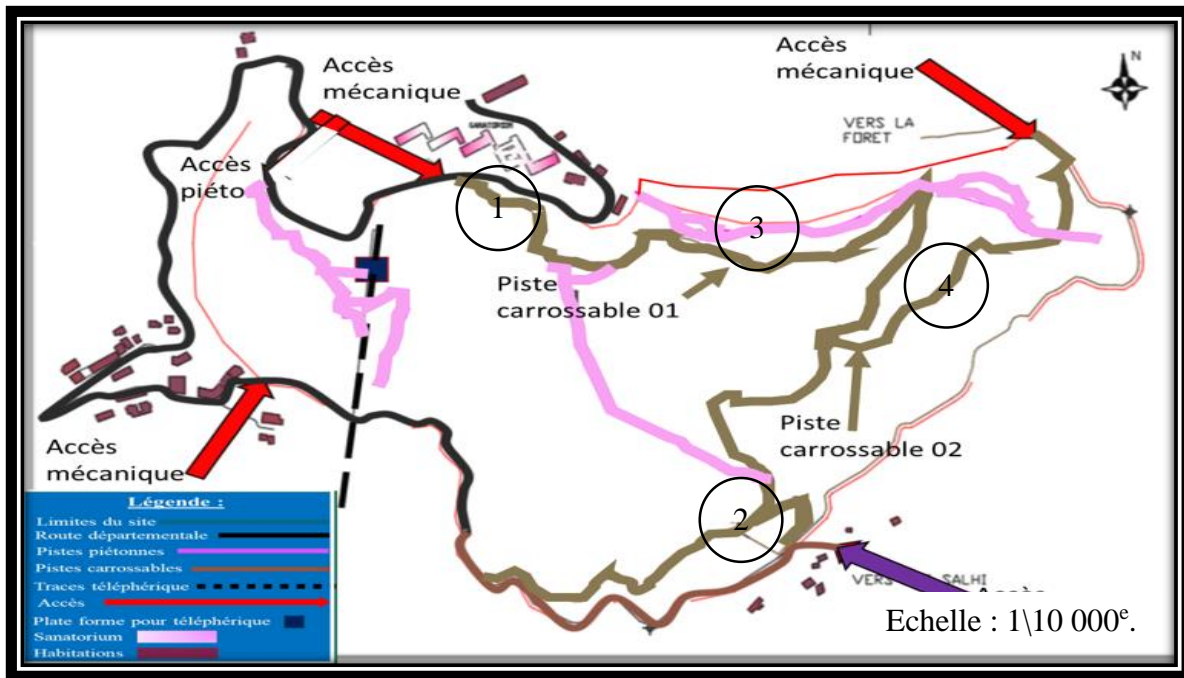 Accès
mécanique
N
Accès
mécanique
SANATORIUM
VERS LA
FORET
Accès
piéto
1
3
4
Piste
carrossable 01
Piste
carrossable 02
Accès
mécanique
2
VERS SALHI
Accès
Echelle : 1\10 000e.
Légende :
Limites du site
Route départementale
Pistes piétonnes
Pistes carrossables
Traces téléphérique
Accès
Plate forme pour téléphérique
Sanatorium
Habitations